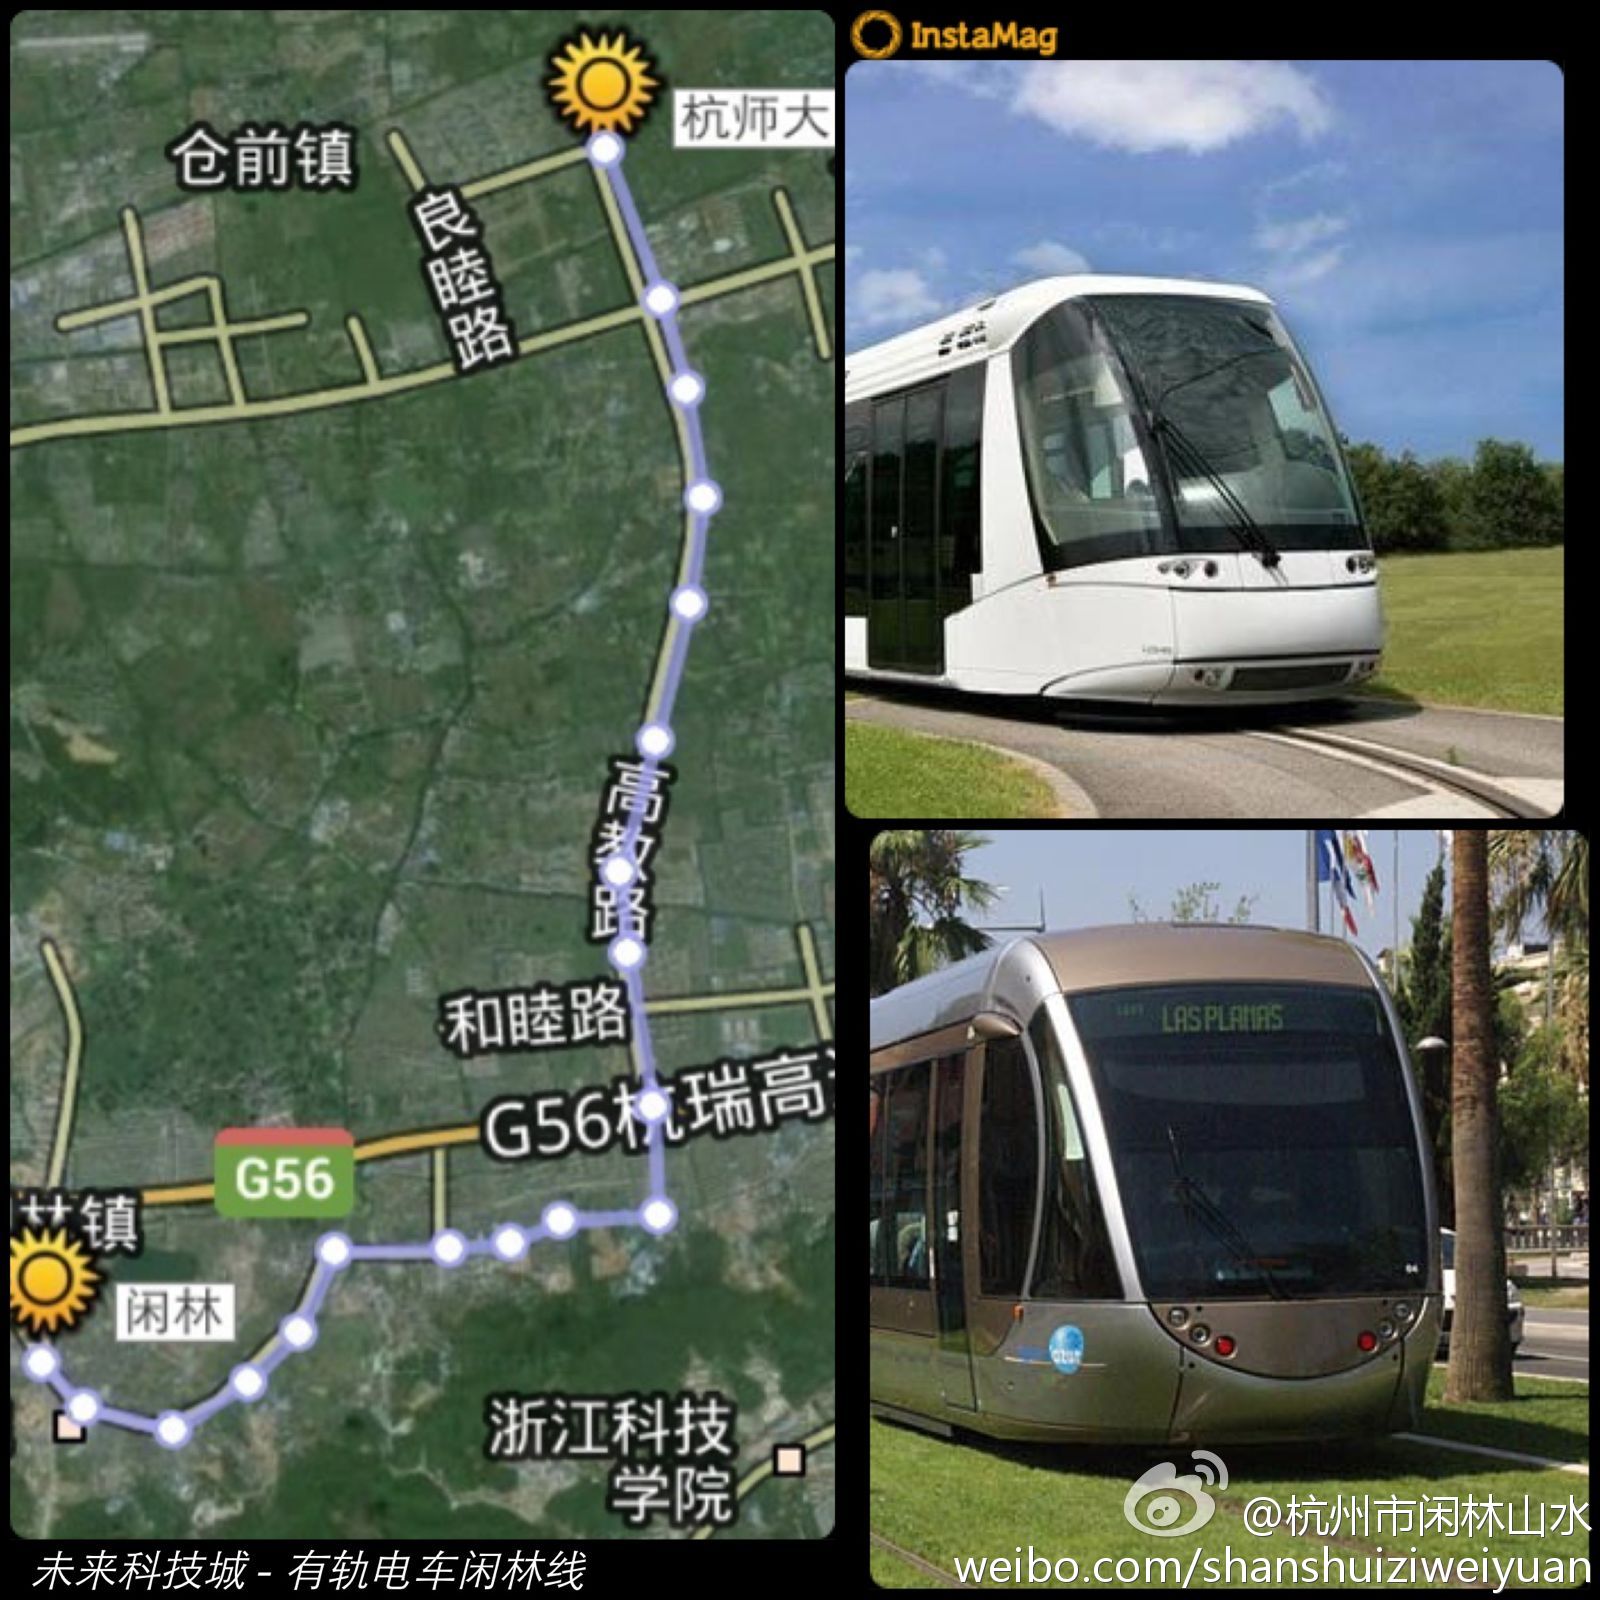 InstaMag
杭师大
仓前镇
良睦路
高教路
和睦路
G56杭瑞高
G56
林镇
闲林
浙江科技
学院
未来科技城 - 有轨电车闲林线
LAS PLANAS
@杭州市闲林山水
weibo.com/shanshuiziweiyuan